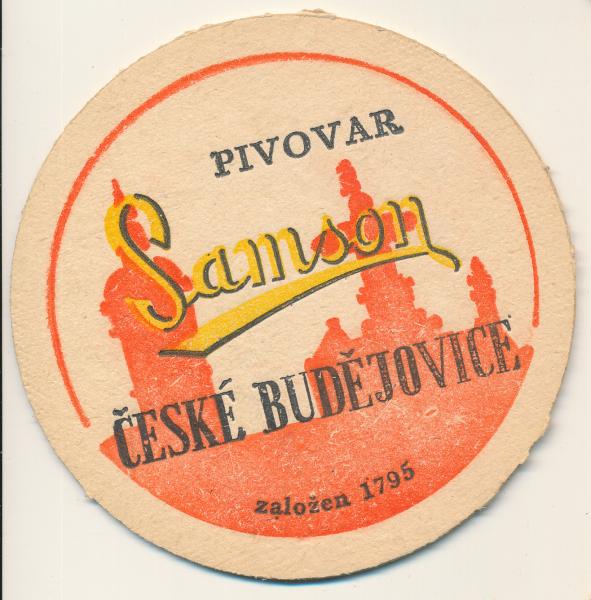 PIVOVAR
Samson
ČESKÉ BUDĚJOVICE
založen 1795